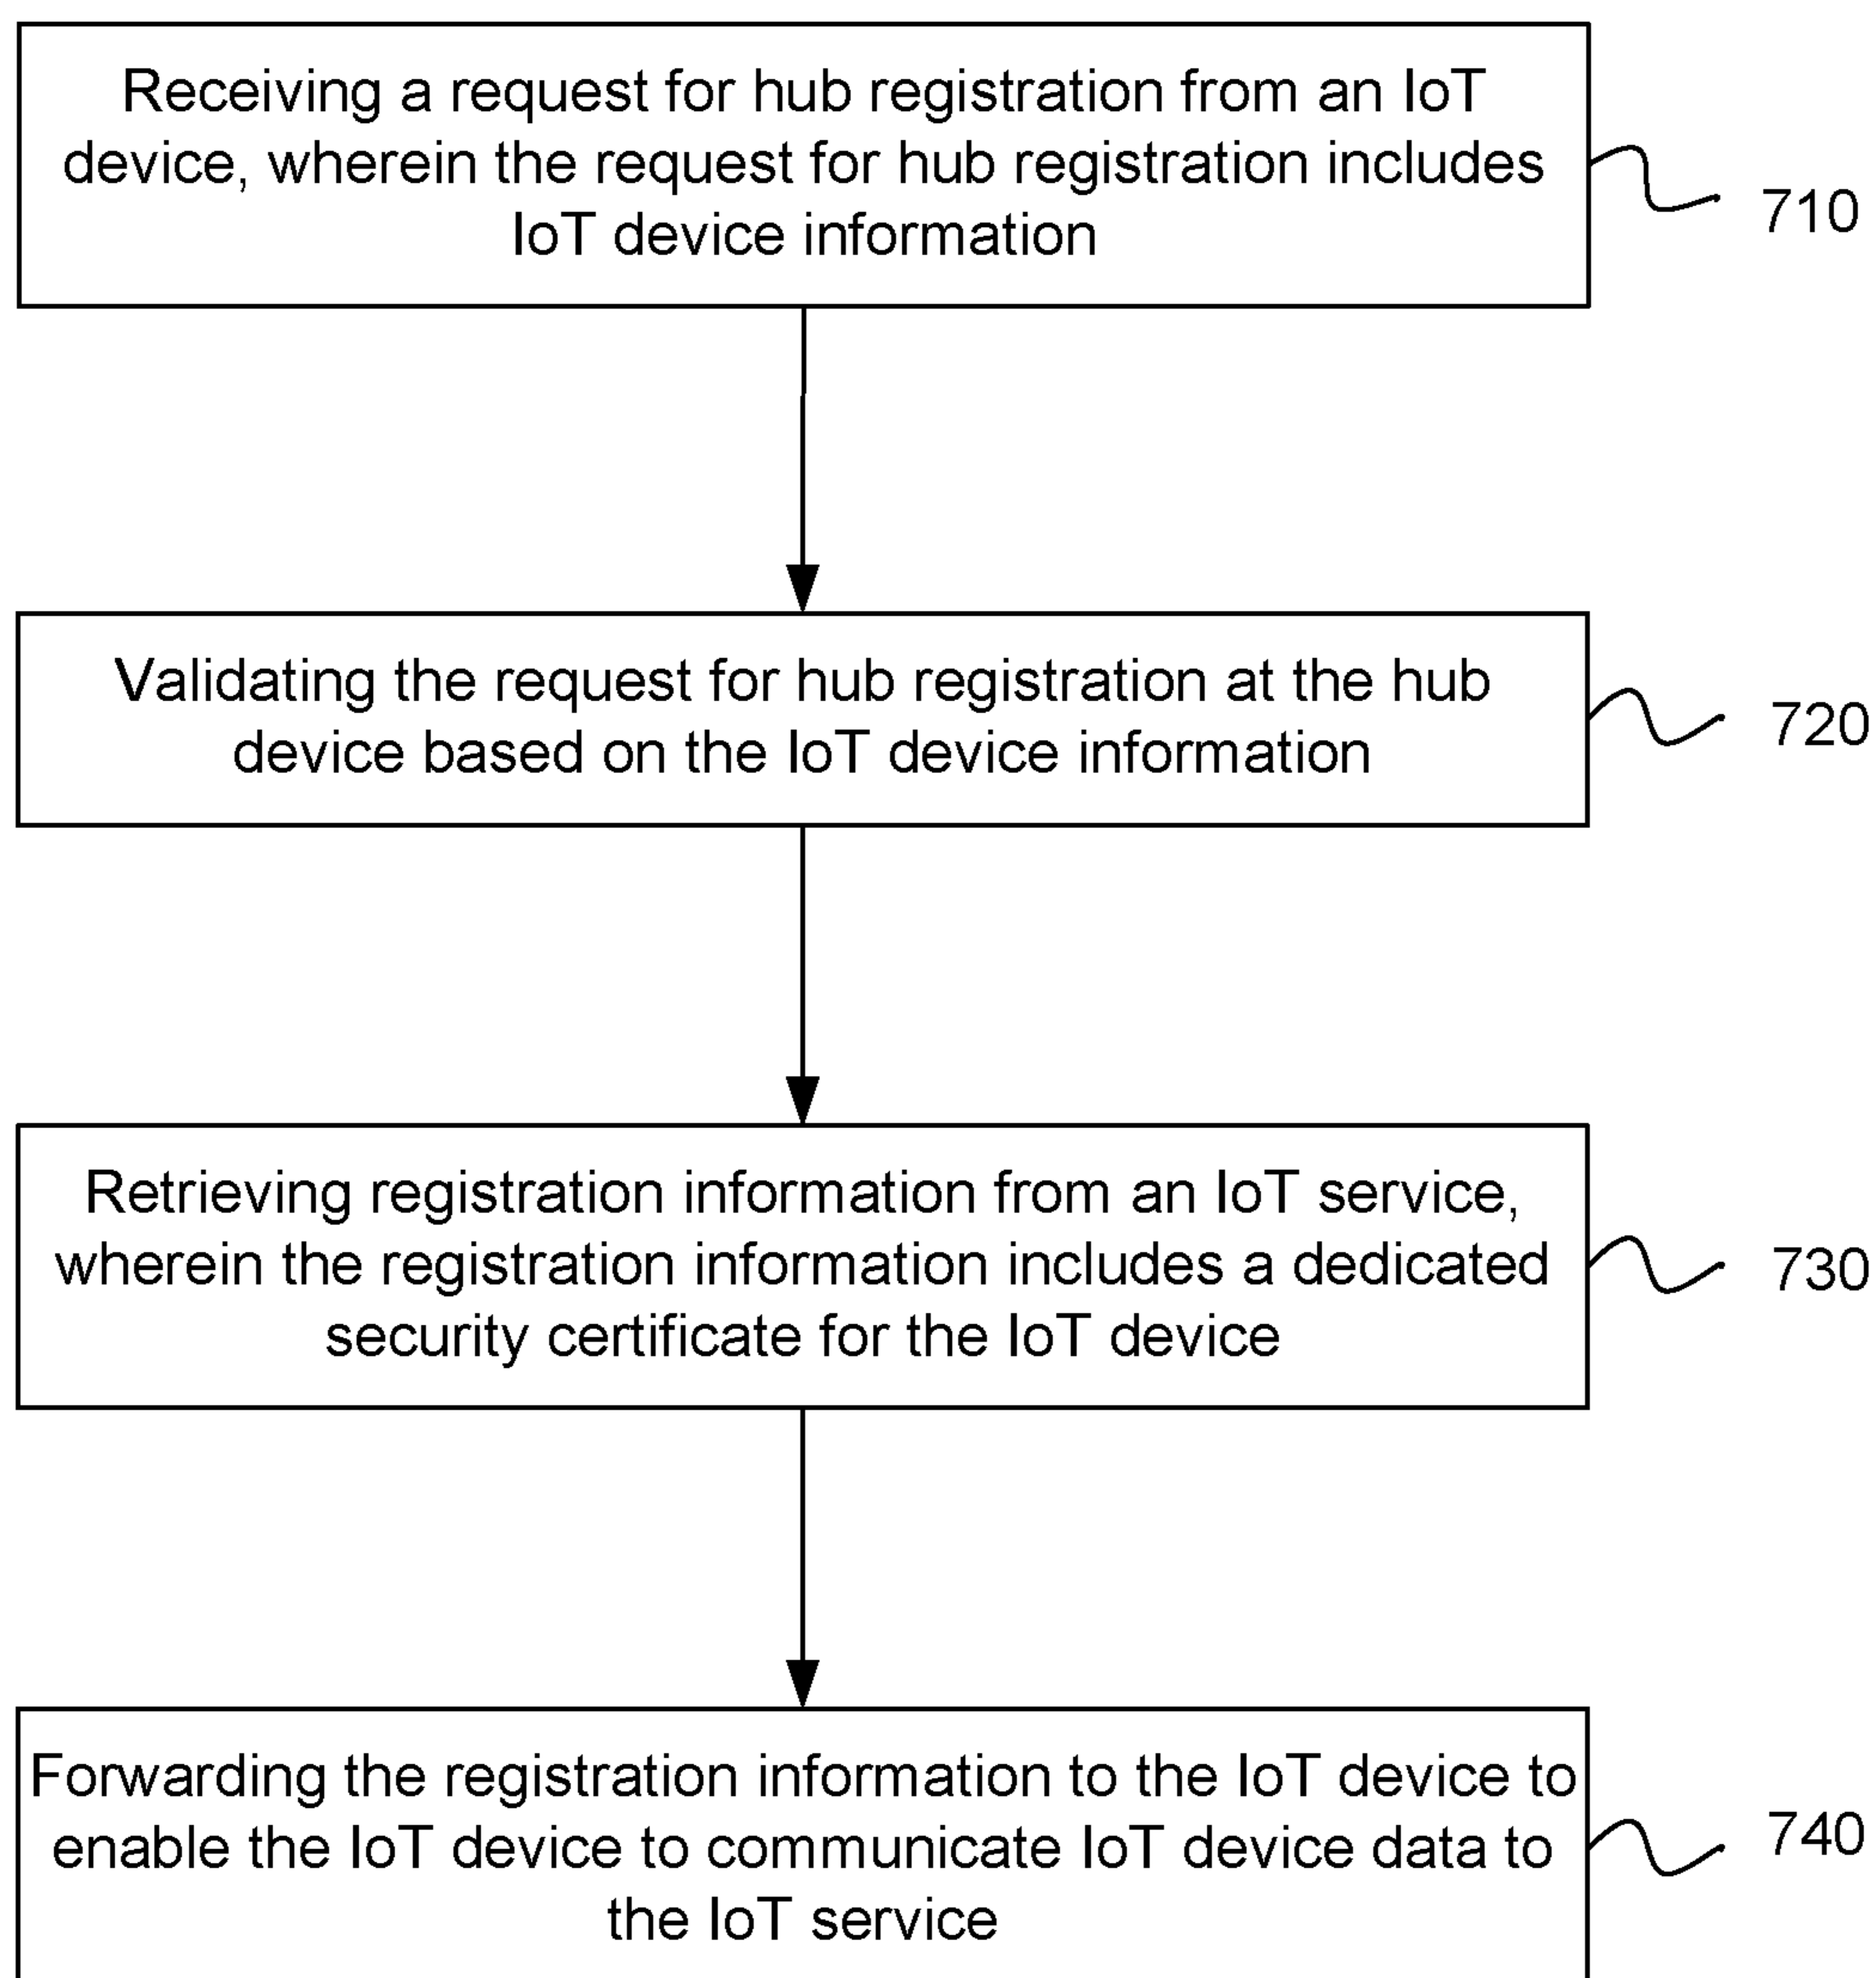 Receiving a request for hub registration from an IoT
device, wherein the request for hub registration includes
IoT device information
710
Validating the request for hub registration at the hub
device based on the IoT device information
720
Retrieving registration information from an IoT service,
wherein the registration information includes a dedicated
security certificate for the IoT device
730
Forwarding the registration information to the IoT device to
enable the IoT device to communicate IoT device data to
the IoT service
740